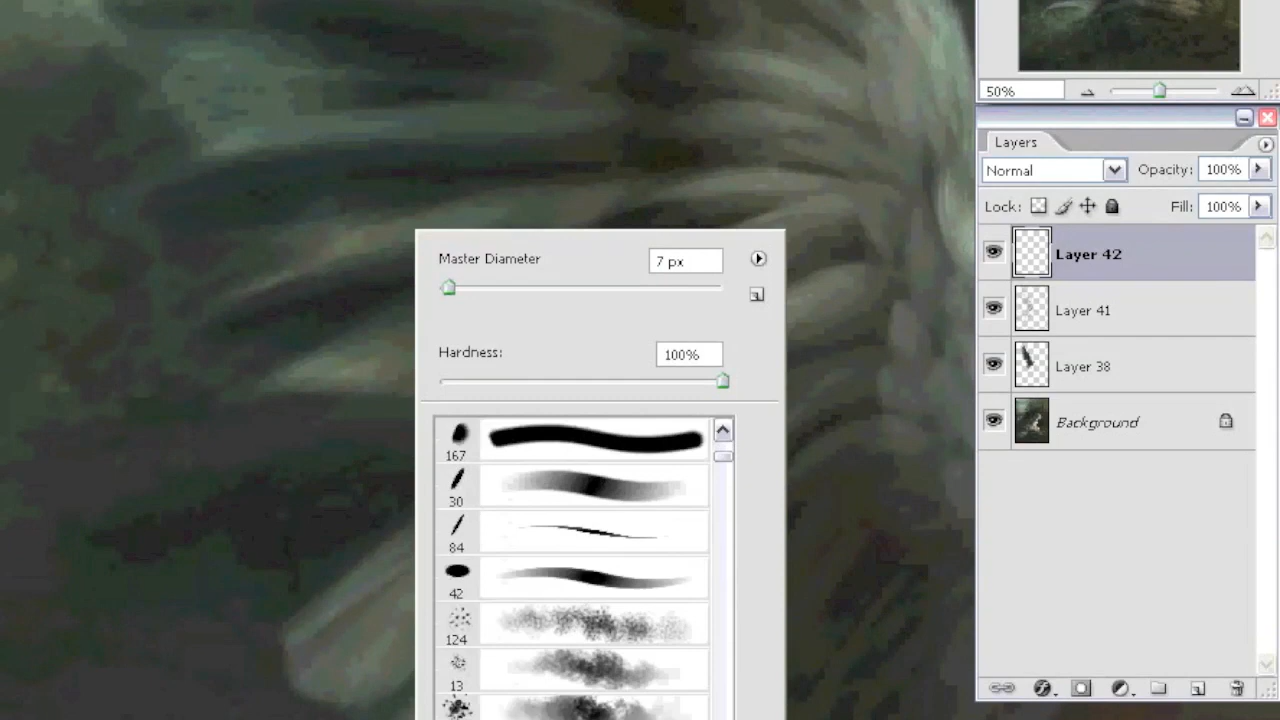 50%
Layers
Normal
Opacity: 100%
Lock:
Fill: 100%
Layer 42
Layer 41
Layer 38
Background
Master Diameter
7 px
Hardness:
100%
167
30
84
42
124
13